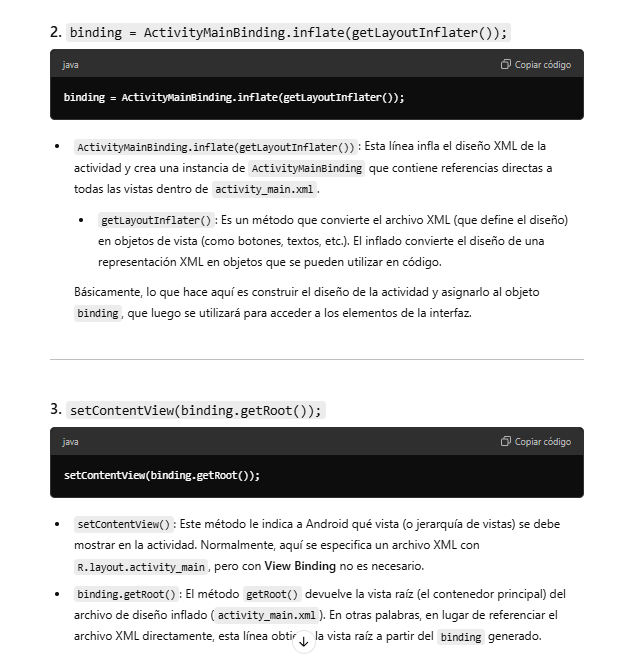 2. binding = ActivityMainBinding.inflate(getLayoutInflater());
java
Copiar código
binding = ActivityMainBinding.inflate(getLayoutInflater());
• ActivityMainBinding.inflate(getLayoutInflater()): Esta línea infla el diseño XML de la
actividad y crea una instancia de ActivityMainBinding que contiene referencias directas a
todas las vistas dentro de activity_main.xml.
• getLayoutInflater(): Es un método que convierte el archivo XML (que define el diseño)
en objetos de vista (como botones, textos, etc.). El inflado convierte el diseño de una
representación XML en objetos que se pueden utilizar en código.
Básicamente, lo que hace aquí es construir el diseño de la actividad y asignarlo al objeto
binding, que luego se utilizará para acceder a los elementos de la interfaz.
3. setContentView(binding.getRoot());
java
Copiar código
setContentView(binding.getRoot());
• setContentView(): Este método le indica a Android qué vista (o jerarquía de vistas) se debe
mostrar en la actividad. Normalmente, aquí se especifica un archivo XML con
R.layout.activity_main, pero con View Binding no es necesario.
• binding.getRoot(): El método getRoot() devuelve la vista raíz (el contenedor principal) del
archivo de diseño inflado (activity_main.xml). En otras palabras, en lugar de referenciar el
archivo XML directamente, esta línea la vista raíz a partir del binding generado.